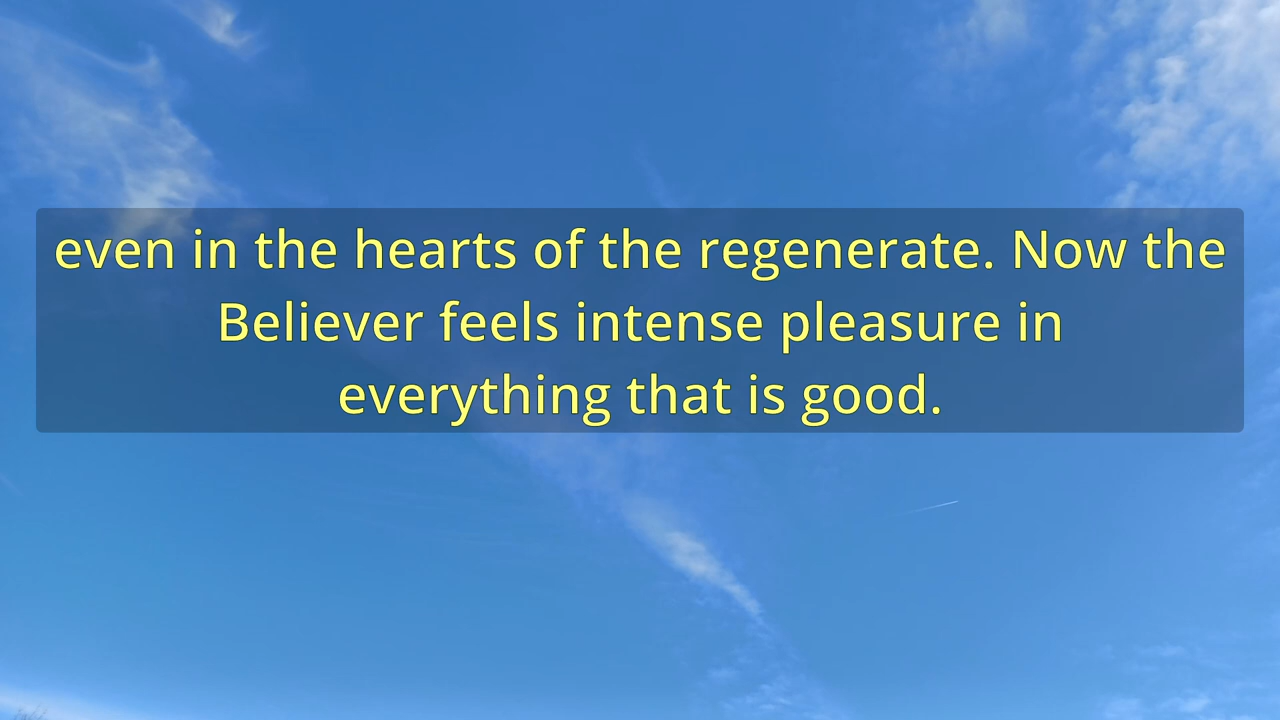 even in the hearts of the regenerate. Now the
Believer feels intense pleasure in
everything that is good.